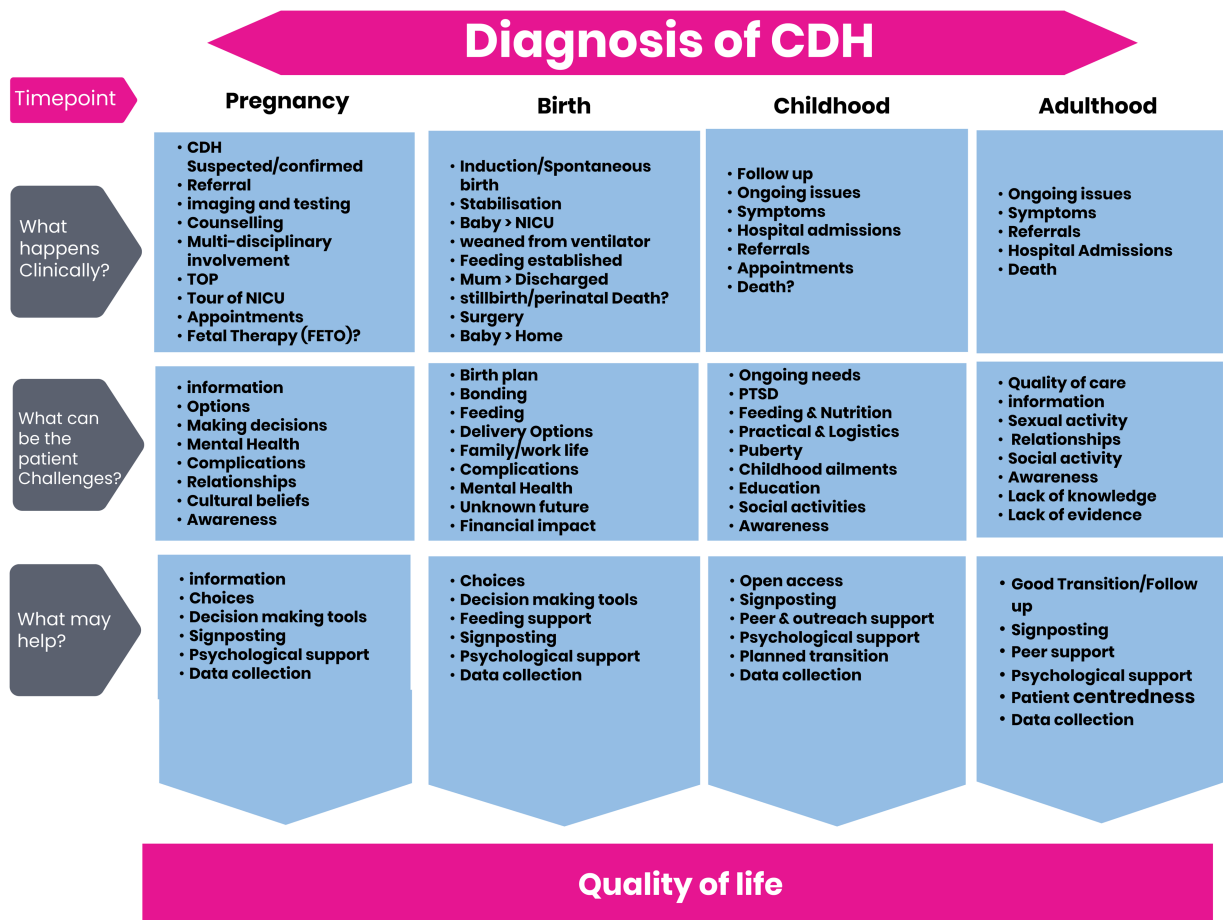 Diagnosis of CDH
Timepoint
Pregnancy
Birth
Childhood
Adulthood
What
happens
Clinically?
• CDH
Suspected/confirmed
• Referral
• imaging and testing
• Counselling
• Multi-disciplinary
involvement
• TOP
• Tour of NICU
• Appointments
• Fetal Therapy (FETO)?
• Induction/Spontaneous
birth
• Stabilisation
• Baby > NICU
• weaned from ventilator
• Feeding established
• Mum > Discharged
• stillbirth/perinatal Death?
• Surgery
• Baby > Home
• Follow up
• Ongoing issues
• Symptoms
• Hospital admissions
• Referrals
• Appointments
• Death?
• Ongoing issues
• Symptoms
• Referrals
• Hospital Admissions
• Death
What can
be the
patient
Challenges?
• information
• Options
• Making decisions
• Mental Health
• Complications
• Relationships
• Cultural beliefs
• Awareness
• Birth plan
• Bonding
• Feeding
• Delivery Options
• Family/work life
• Complications
• Mental Health
• Unknown future
• Financial impact
• Ongoing needs
• PTSD
• Feeding & Nutrition
• Practical & Logistics
• Puberty
• Childhood ailments
• Education
• Social activities
• Awareness
• Quality of care
• information
• Sexual activity
• Relationships
• Social activity
• Awareness
• Lack of knowledge
• Lack of evidence
What may
help?
• information
• Choices
• Decision making tools
• Signposting
• Psychological support
• Data collection
• Choices
• Decision making tools
• Feeding support
• Signposting
• Psychological support
• Data collection
• Open access
• Signposting
• Peer & outreach support
• Psychological support
• Planned transition
• Data collection
• Good Transition/Follow
up
• Signposting
• Peer support
• Psychological support
• Patient centredness
• Data collection
Quality of life